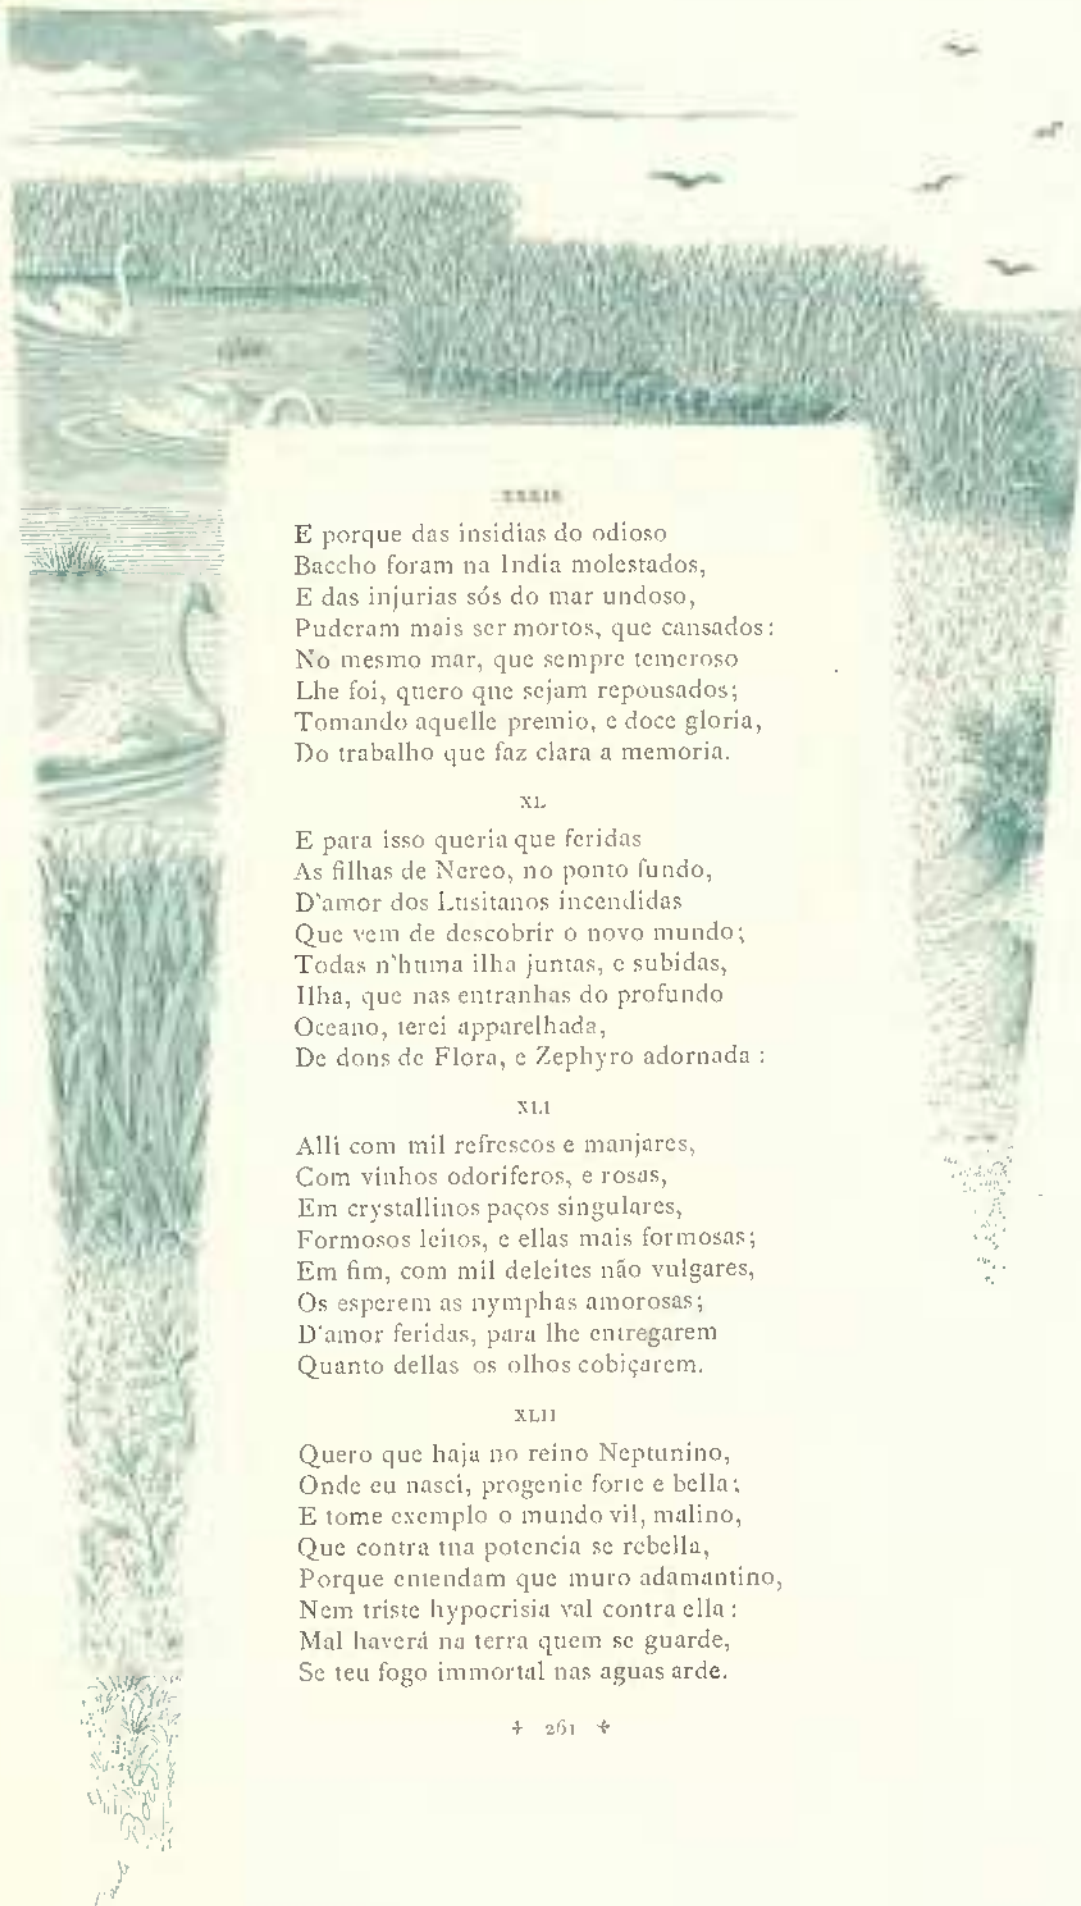 XXXIX
E porque das insidias do odioso
Baccho foram na India molestados,
E das injurias sós do mar undoso,
Puderam mais ser mortos, que cansados:
No mesmo mar, que sempre temeroso
Lhe foi, quero que sejam repousados;
Tomando aquelle premio, e doce gloria,
Do trabalho que faz clara a memoria.
XL
E para isso queria que feridas
As filhas de Nereo, no ponto fundo,
D'amor dos Lusitanos incendidas
Que vem de descobrir o novo mundo;
Todas n'huma ilha juntas, e subidas,
Ilha, que nas entranhas do profundo
Oceano, terei apparelhada,
De dons de Flora, e Zephyro adornada :
XLI
Alli com mil refrescos e manjares,
Com vinhos odoriferos, e rosas,
Em crystallinos paços singulares,
Formosos leitos, e ellas mais formosas;
Em fim, com mil deleites não vulgares,
Os esperem as nymphas amorosas;
D'amor feridas, para lhe entregarem
Quanto dellas os olhos cobiçarem.
XLII
Quero que haja no reino Neptunino,
Onde eu nasci, progenie forte e bella;
E tome exemplo o mundo vil, malino,
Que contra tua potencia se rebella,
Porque entendam que muro adamantino,
Nem triste hypocrisia val contra ella :
Mal haverá na terra quem se guarde,
Se teu fogo immortal nas aguas arde.
261